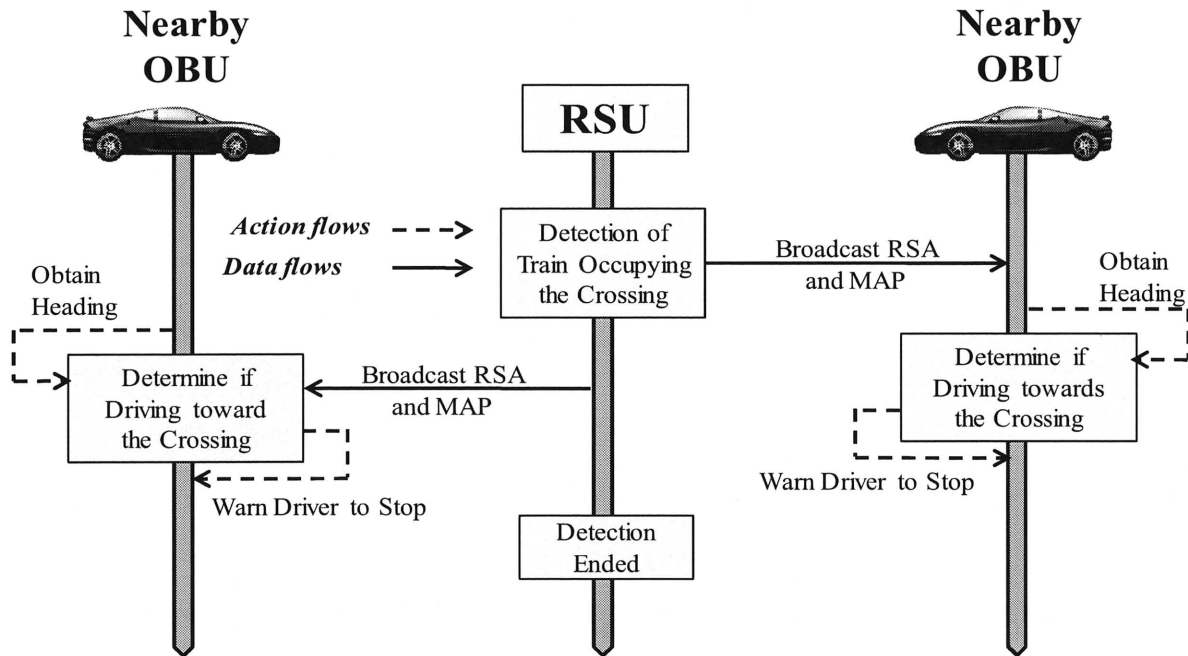 Nearby
OBU
Nearby
OBU
RSU
Action flows
Data flows
Detection of
Train Occupying
the Crossing
Broadcast RSA
and MAP
Obtain
Heading
Obtain
Heading
Determine if
Driving toward
the Crossing
Broadcast RSA
and MAP
Determine if
Driving towards
the Crossing
Warn Driver to Stop
Warn Driver to Stop
Detection
Ended